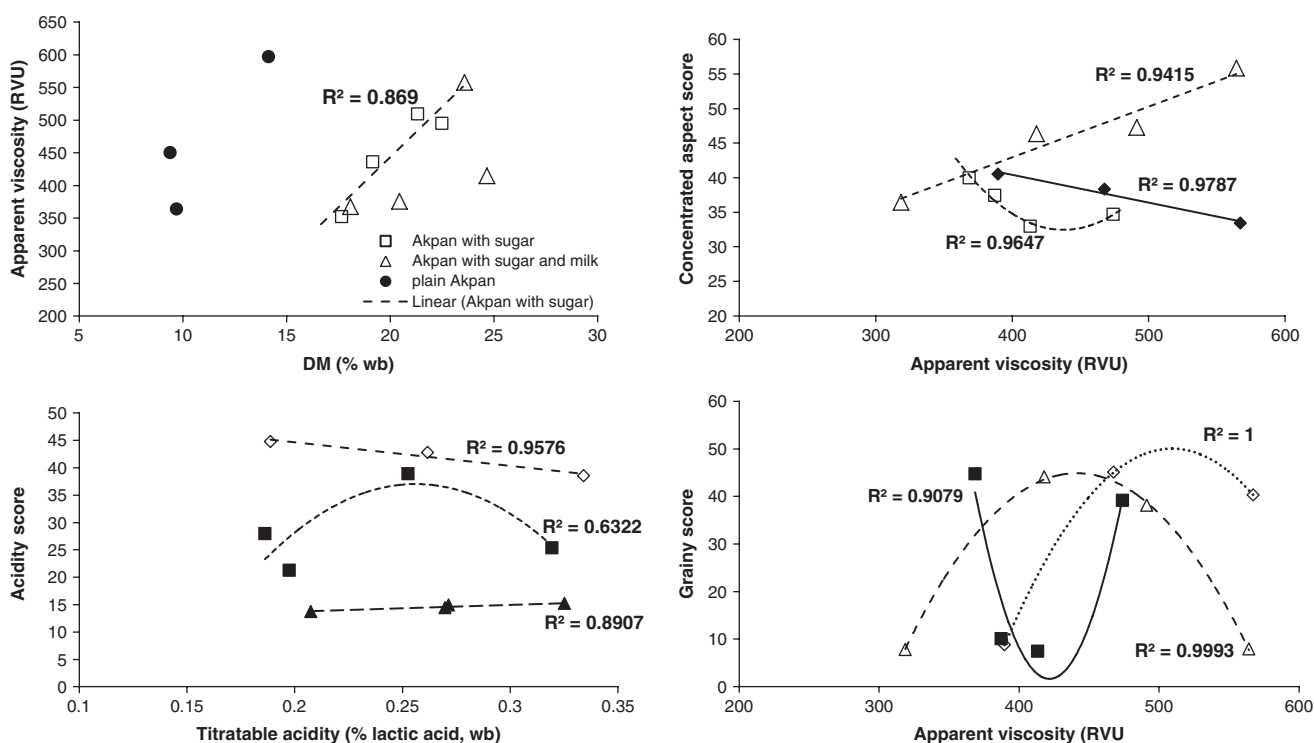 650
600
550
500
450
400
350
300
250
200
5
10
15
20
25
30
Apparent viscosity (RVU)
DM (% wb)
R² = 0.869
Akpan with sugar
Akpan with sugar and milk
plain Akpan
Linear (Akpan with sugar)
60
55
50
45
40
35
30
25
20
200
300
400
500
600
Concentrated aspect score
Apparent viscosity (RVU)
R² = 0.9415
R² = 0.9787
R² = 0.9647
50
45
40
35
30
25
20
15
10
5
0
0.1
0.15
0.2
0.25
0.3
0.35
Acidity score
Titratable acidity (% lactic acid, wb)
R² = 0.9576
R² = 0.6322
R² = 0.8907
60
50
40
30
20
10
0
200
300
400
500
600
Grainy score
Apparent viscosity (RVU
R² = 1
R² = 0.9079
R² = 0.9993